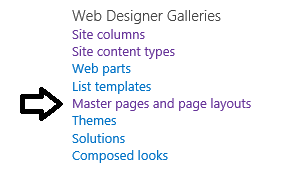 Web Designer Galleries
Site columns
Site content types
Web parts
List templates
Master pages and page layouts
Themes
Solutions
Composed looks